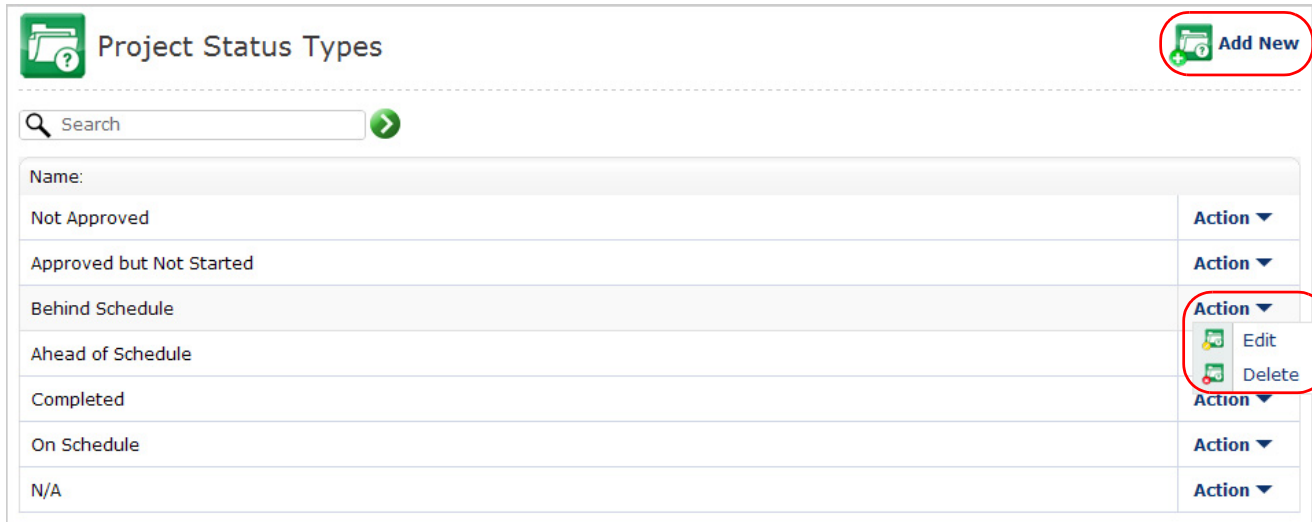 Project Status Types
Add New
Search
Name:
Not Approved Action
Approved but Not Started Action
Behind Schedule Action
Edit
Ahead of Schedule
Delete
Completed Action
On Schedule Action
N/A Action